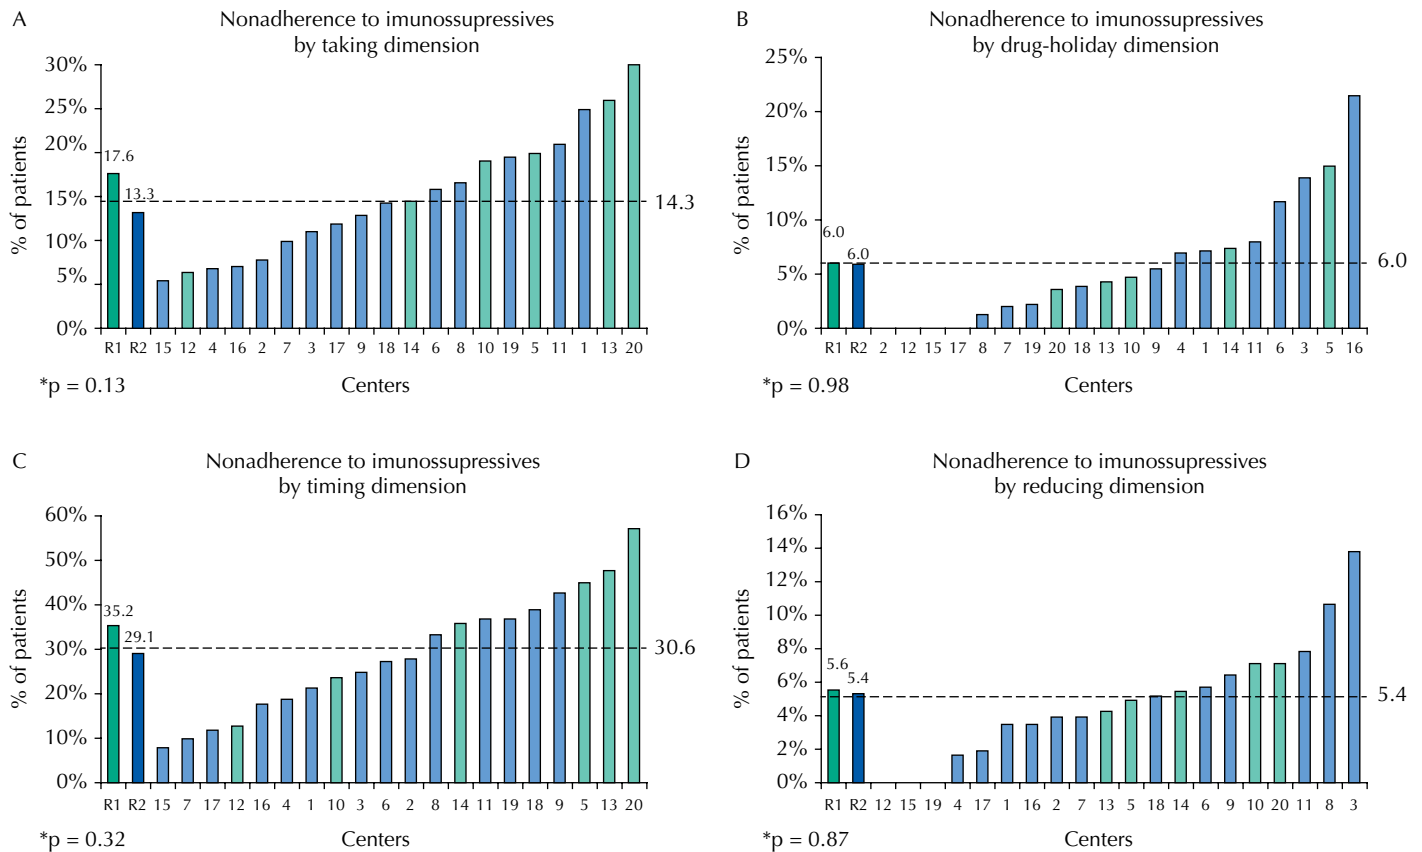 A
Nonadherence to imunossupressives
by taking dimension
% of patients
30%
25%
20%
15%
10%
5%
0%
17.6
13.3
14.3
R1 R2 15 12 4 16 2 7 3 17 9 18 14 6 8 10 19 5 11 1 13 20
*p = 0.13
Centers
B
Nonadherence to imunossupressives
by drug-holiday dimension
% of patients
25%
20%
15%
10%
5%
0%
6.0
6.0
6.0
R1 R2 2 12 15 17 8 7 19 20 18 13 10 9 4 1 14 11 6 3 5 16
*p = 0.98
Centers
C
Nonadherence to imunossupressives
by timing dimension
% of patients
60%
50%
40%
30%
20%
10%
0%
35.2
29.1
30.6
R1 R2 15 7 17 12 16 4 1 10 3 6 2 8 14 11 19 18 9 5 13 20
*p = 0.32
Centers
D
Nonadherence to imunossupressives
by reducing dimension
% of patients
16%
14%
12%
10%
8%
6%
4%
2%
0%
5.6
5.4
5.4
R1 R2 12 15 19 4 17 1 16 2 7 13 5 18 14 6 9 10 20 11 8 3
*p = 0.87
Centers